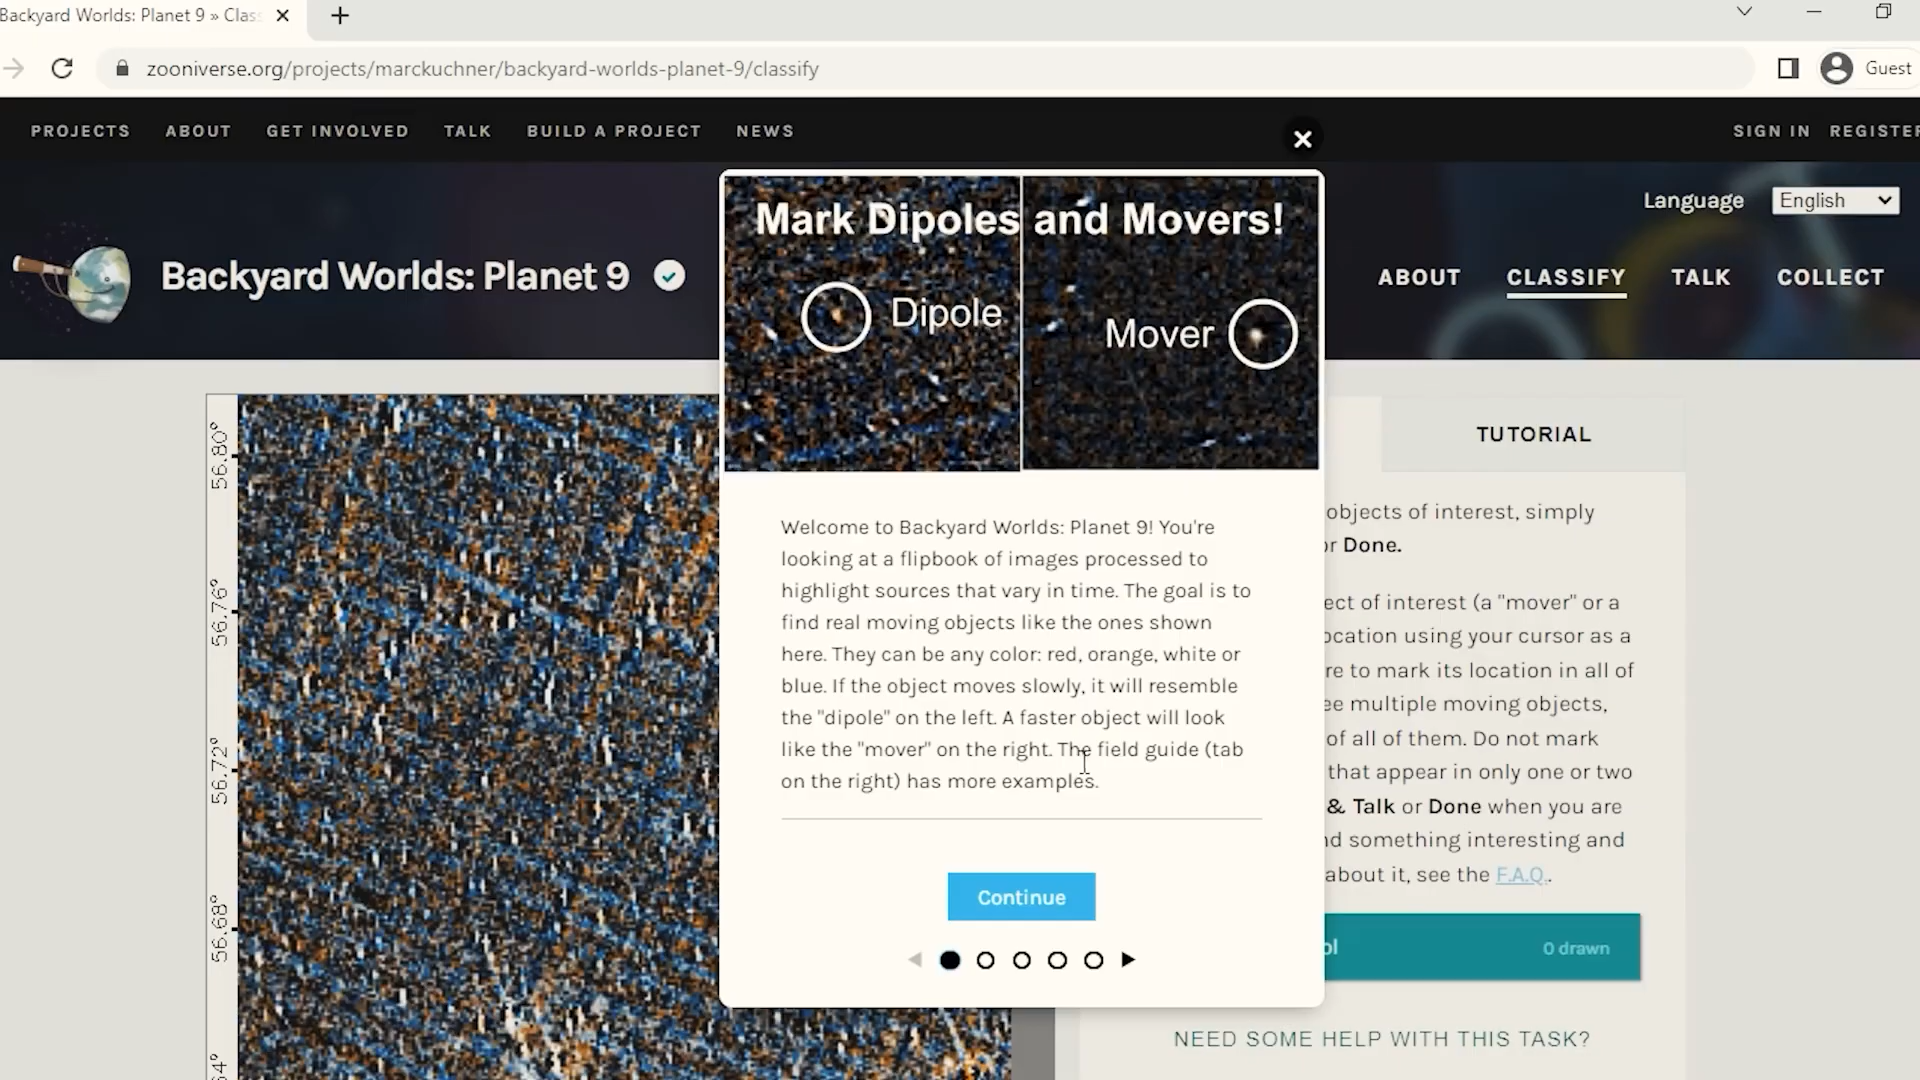 Backyard Worlds: Planet 9 » Clas
zooniverse.org/projects/marckuchner/backyard-worlds-planet-9/classify
Guest
PROJECTS ABOUT GET INVOLVED TALK BUILD A PROJECT NEWS
SIGN IN REGISTER
Language English
Backyard Worlds: Planet 9
ABOUT CLASSIFY TALK COLLECT
Mark Dipoles and Movers!
Dipole
Mover
Welcome to Backyard Worlds: Planet 9! You're
looking at a flipbook of images processed to
highlight sources that vary in time. The goal is to
find real moving objects like the ones shown
here. They can be any color: red, orange, white or
blue. If the object moves slowly, it will resemble
the "dipole" on the left. A faster object will look
like the "mover" on the right. The field guide (tab
on the right) has more examples.
Continue
56.80°
56.76°
56.72°
56.68°
64°
TUTORIAL
objects of interest, simply
or Done.
ect of interest (a "mover" or a
ocation using your cursor as a
re to mark its location in all of
ee multiple moving objects,
of all of them. Do not mark
that appear in only one or two
& Talk or Done when you are
nd something interesting and
about it, see the F.A.Q..
ol 0 drawn
NEED SOME HELP WITH THIS TASK?